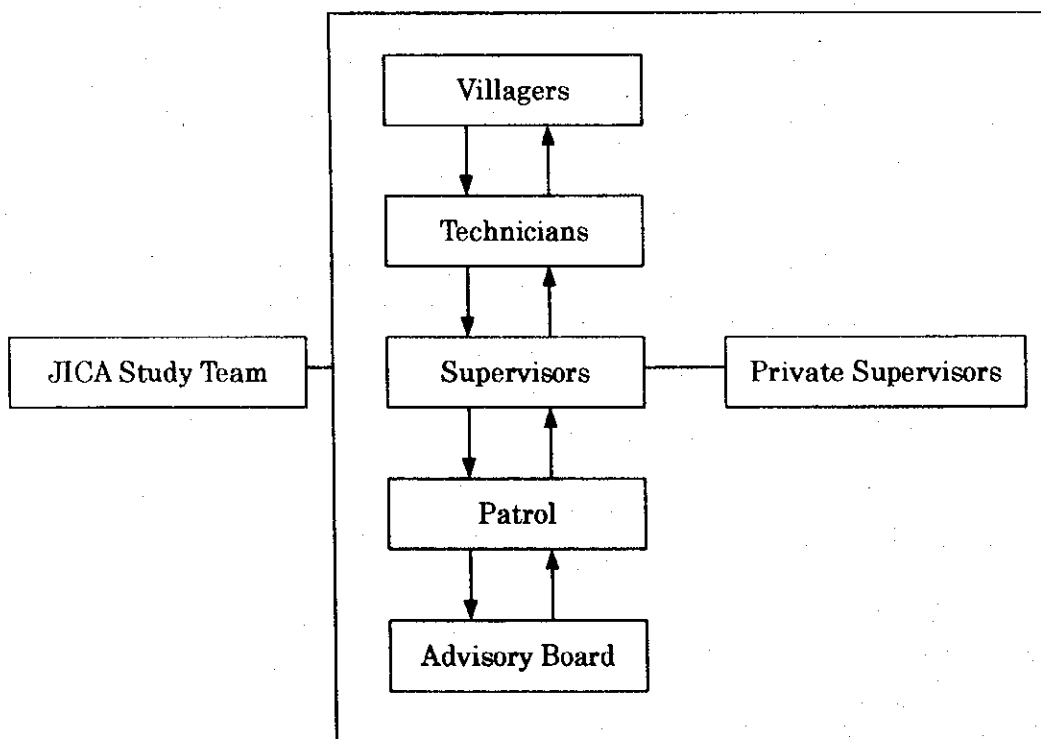 Villagers
Technicians
JICA Study Team
Supervisors
Private Supervisors
Patrol
Advisory Board